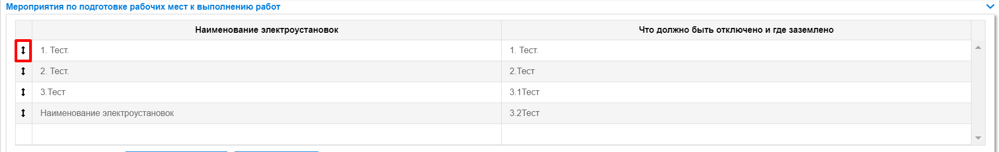 Мероприятия по подготовке рабочих мест к выполнению работ
Наименование электроустановок Что должно быть отключено и где заземлено
1. Тест. 1. Тест.
2. Тест. 2.Тест
3.Тест 3.1Тест
Наименование электроустановок 3.2Тест